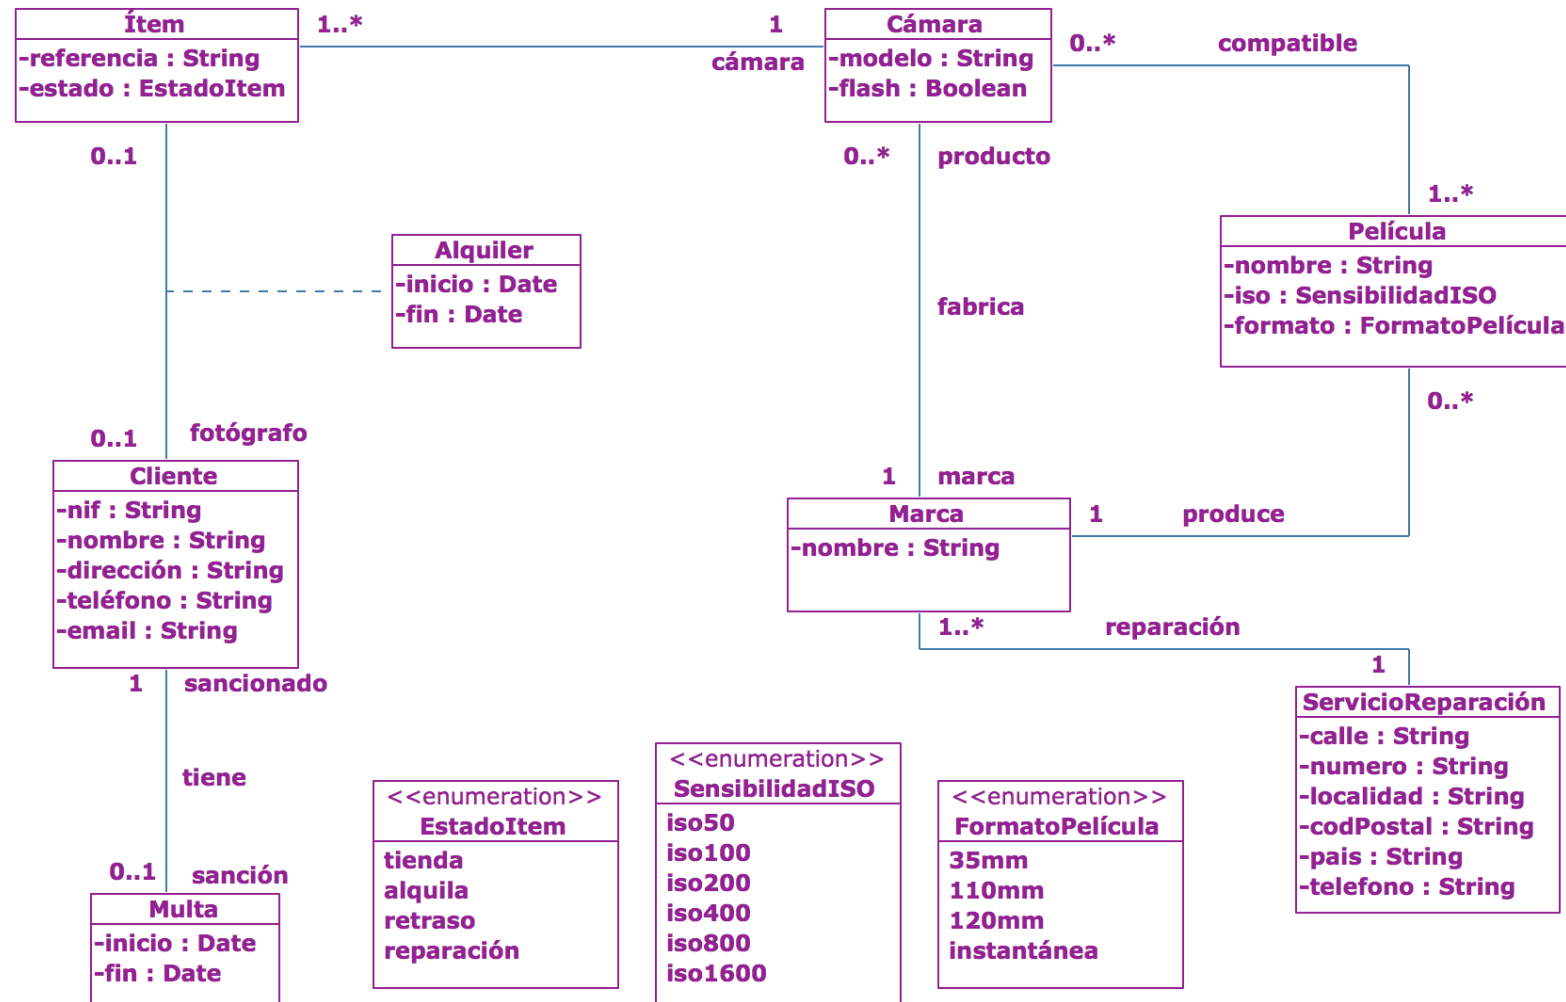 Ítem
-referencia : String
-estado : EstadoItem
1..*
1
cámara
Cámara
-modelo : String
-flash : Boolean
0..*
compatible
0..1
0..*
producto
1..*
Película
-nombre : String
-iso : SensibilidadISO
-formato : FormatoPelícula
Alquiler
-inicio : Date
-fin : Date
fabrica
0..*
0..1
fotógrafo
Cliente
-nif : String
-nombre : String
-dirección : String
-teléfono : String
-email : String
1
marca
Marca
-nombre : String
1
produce
1..*
reparación
1
1
sancionado
ServicioReparación
-calle : String
-numero : String
-localidad : String
-codPostal : String
-pais : String
-telefono : String
tiene
<<enumeration>>
EstadoItem
tienda
alquila
retraso
reparación
<<enumeration>>
SensibilidadISO
iso50
iso100
iso200
iso400
iso800
iso1600
<<enumeration>>
FormatoPelícula
35mm
110mm
120mm
instantánea
0..1
sanción
Multa
-inicio : Date
-fin : Date